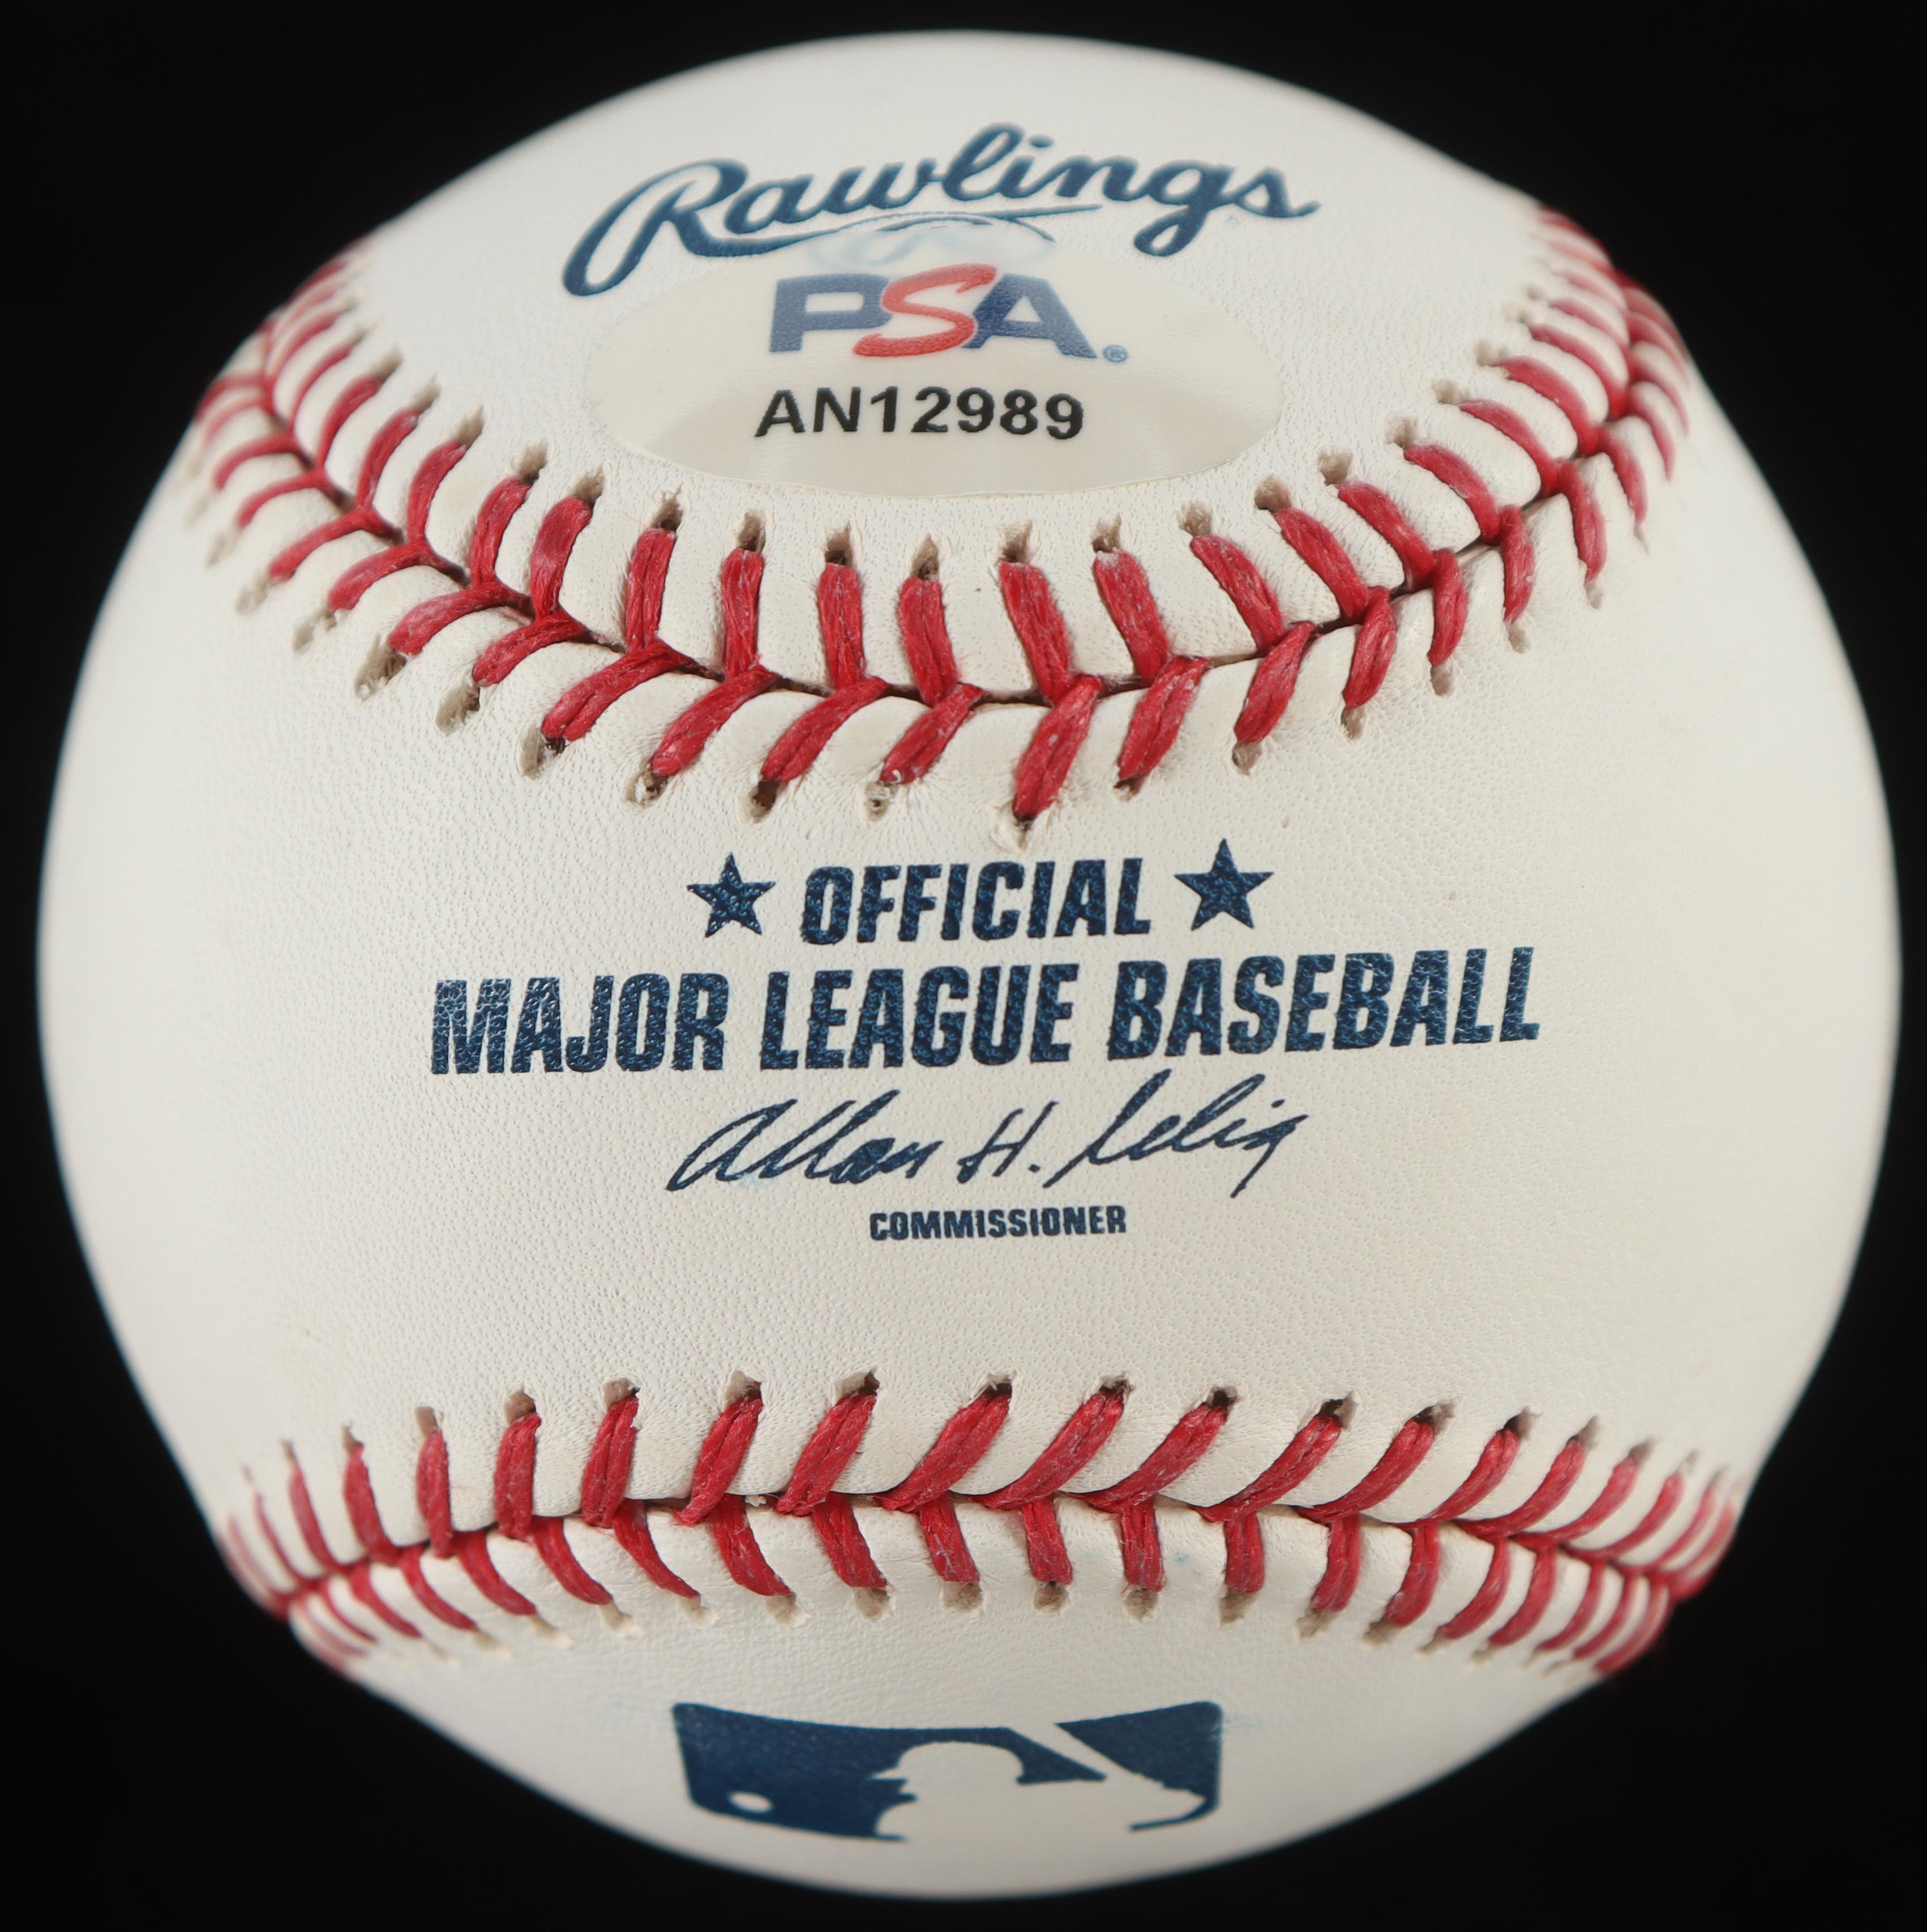 Rawlings
PSA®
AN12989
★ OFFICIAL ★
MAJOR LEAGUE BASEBALL
Allan H. Selig
COMMISSIONER